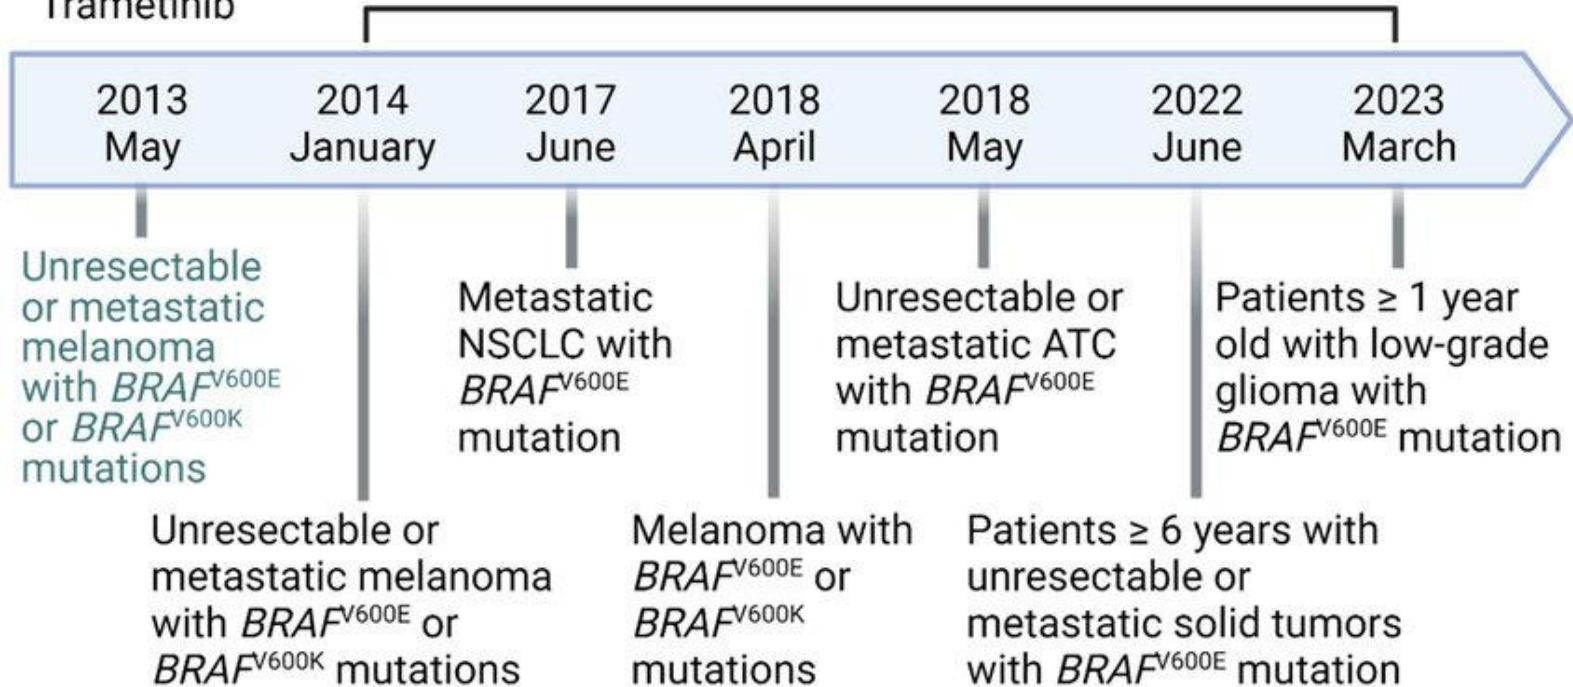 Trametinib
2013
May
2014
January
2017
June
2018
April
2018
May
2022
June
2023
March
Unresectable
or metastatic
melanoma
with BRAFV600E
or BRAFV600K
mutations
Unresectable or
metastatic melanoma
with BRAFV600E or
BRAFV600K mutations
Metastatic
NSCLC with
BRAFV600E
mutation
Melanoma with
BRAFV600E or
BRAFV600K
mutations
Unresectable or
metastatic ATC
with BRAFV600E
mutation
Patients ≥ 6 years with
unresectable or
metastatic solid tumors
with BRAFV600E mutation
Patients ≥ 1 year
old with low-grade
glioma with
BRAFV600E mutation